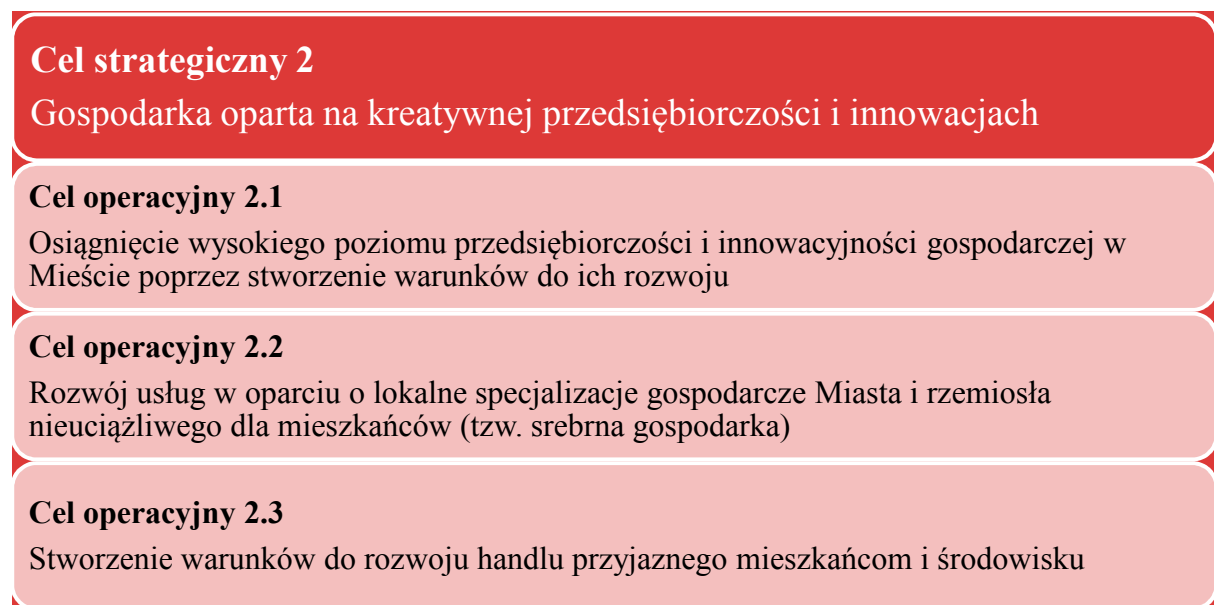 Cel strategiczny 2
Gospodarka oparta na kreatywnej przedsiębiorczości i innowacjach
Cel operacyjny 2.1
Osiągnięcie wysokiego poziomu przedsiębiorczości i innowacyjności gospodarczej w
Mieście poprzez stworzenie warunków do ich rozwoju
Cel operacyjny 2.2
Rozwój usług w oparciu o lokalne specjalizacje gospodarcze Miasta i rzemiosła
nieuciążliwego dla mieszkańców (tzw. srebrna gospodarka)
Cel operacyjny 2.3
Stworzenie warunków do rozwoju handlu przyjaznego mieszkańcom i środowisku